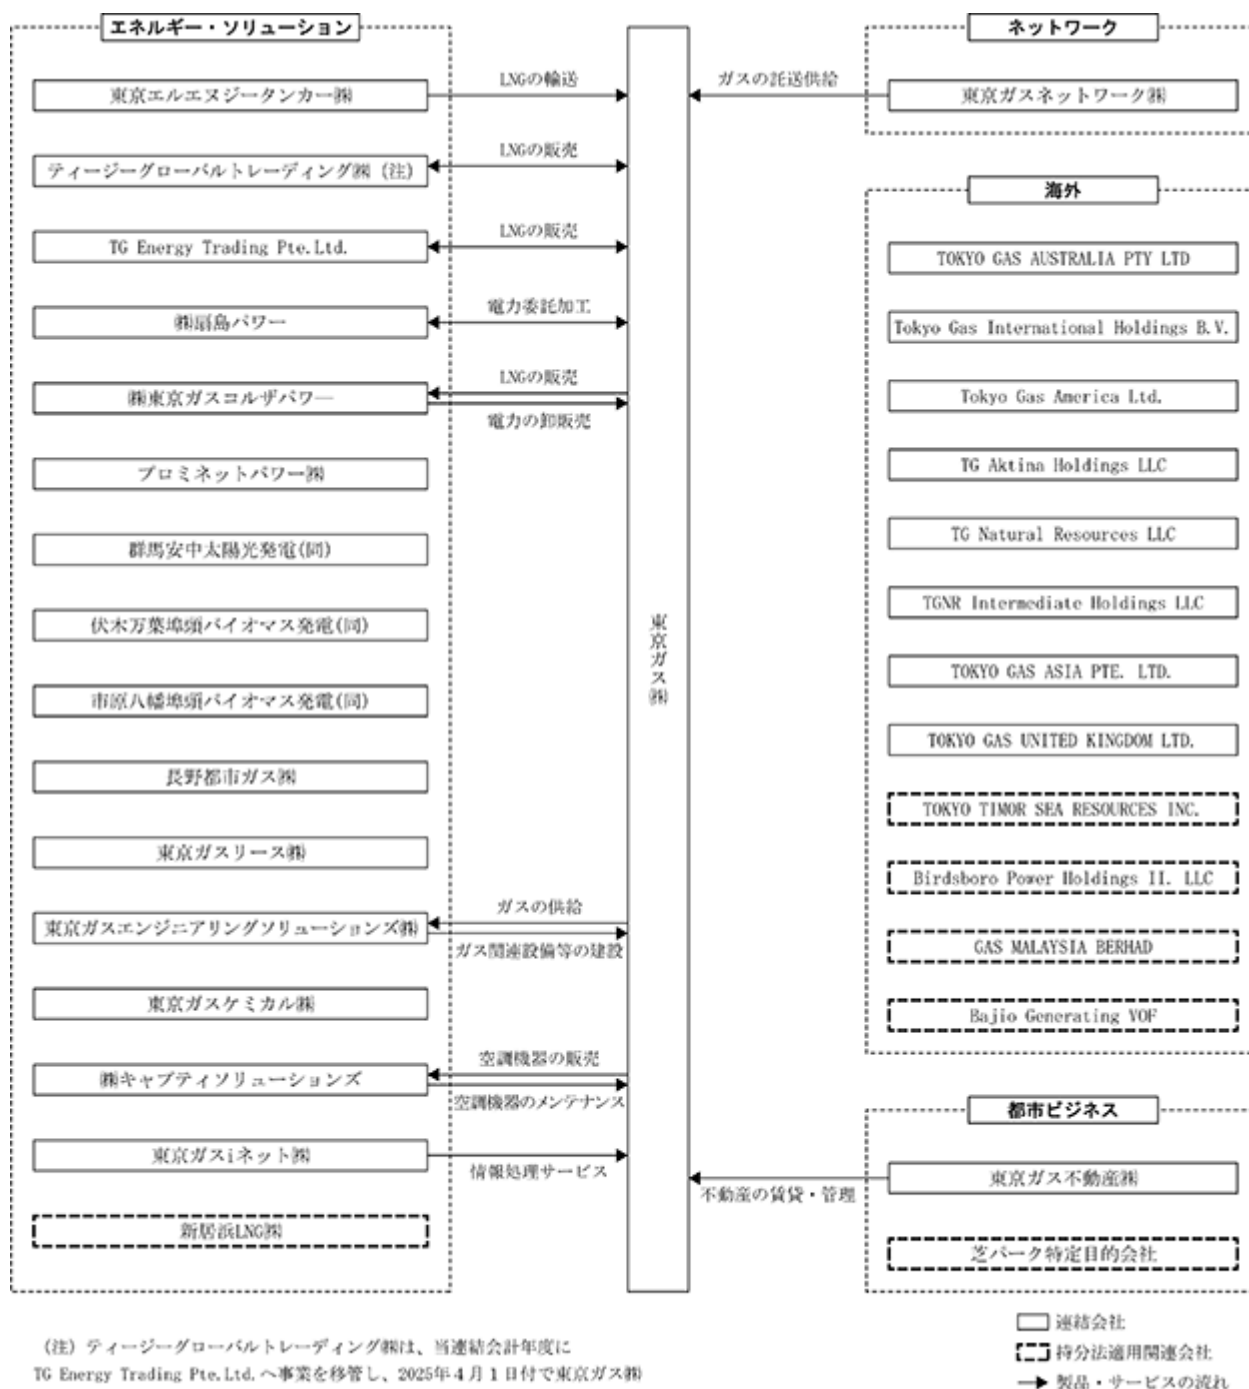 エネルギー・ソリューション
東京エルエヌジータンカー㈱
ティージーグローバルトレーディング㈱（注）
TG Energy Trading Pte.Ltd.
㈱扇島パワー
㈱東京ガスコルザパワー
プロミネットパワー㈱
群馬安中太陽光発電(同)
伏木万葉埠頭バイオマス発電(同)
市原八幡埠頭バイオマス発電(同)
長野都市ガス㈱
東京ガスリース㈱
東京ガスエンジニアリングソリューションズ㈱
東京ガスケミカル㈱
㈱キャプティソリューションズ
東京ガスiネット㈱
新居浜LNG㈱
LNGの輸送
LNGの販売
LNGの販売
電力委託加工
LNGの販売
電力の卸販売
ガスの供給
ガス関連設備等の建設
空調機器の販売
空調機器のメンテナンス
情報処理サービス
東京ガス㈱
ガスの託送供給
不動産の賃貸・管理
ネットワーク
東京ガスネットワーク㈱
海外
TOKYO GAS AUSTRALIA PTY LTD
Tokyo Gas International Holdings B.V.
Tokyo Gas America Ltd.
TG Aktina Holdings LLC
TG Natural Resources LLC
TGNR Intermediate Holdings LLC
TOKYO GAS ASIA PTE. LTD.
TOKYO GAS UNITED KINGDOM LTD.
TOKYO TIMOR SEA RESOURCES INC.
Birdsboro Power Holdings II. LLC
GAS MALAYSIA BERHAD
Bajio Generating VOF
都市ビジネス
東京ガス不動産㈱
芝パーク特定目的会社
連結会社
持分法適用関連会社
製品・サービスの流れ
（注）ティージーグローバルトレーディング㈱は、当連結会計年度に
TG Energy Trading Pte.Ltd.へ事業を移管し、2025年４月１日付で東京ガス㈱